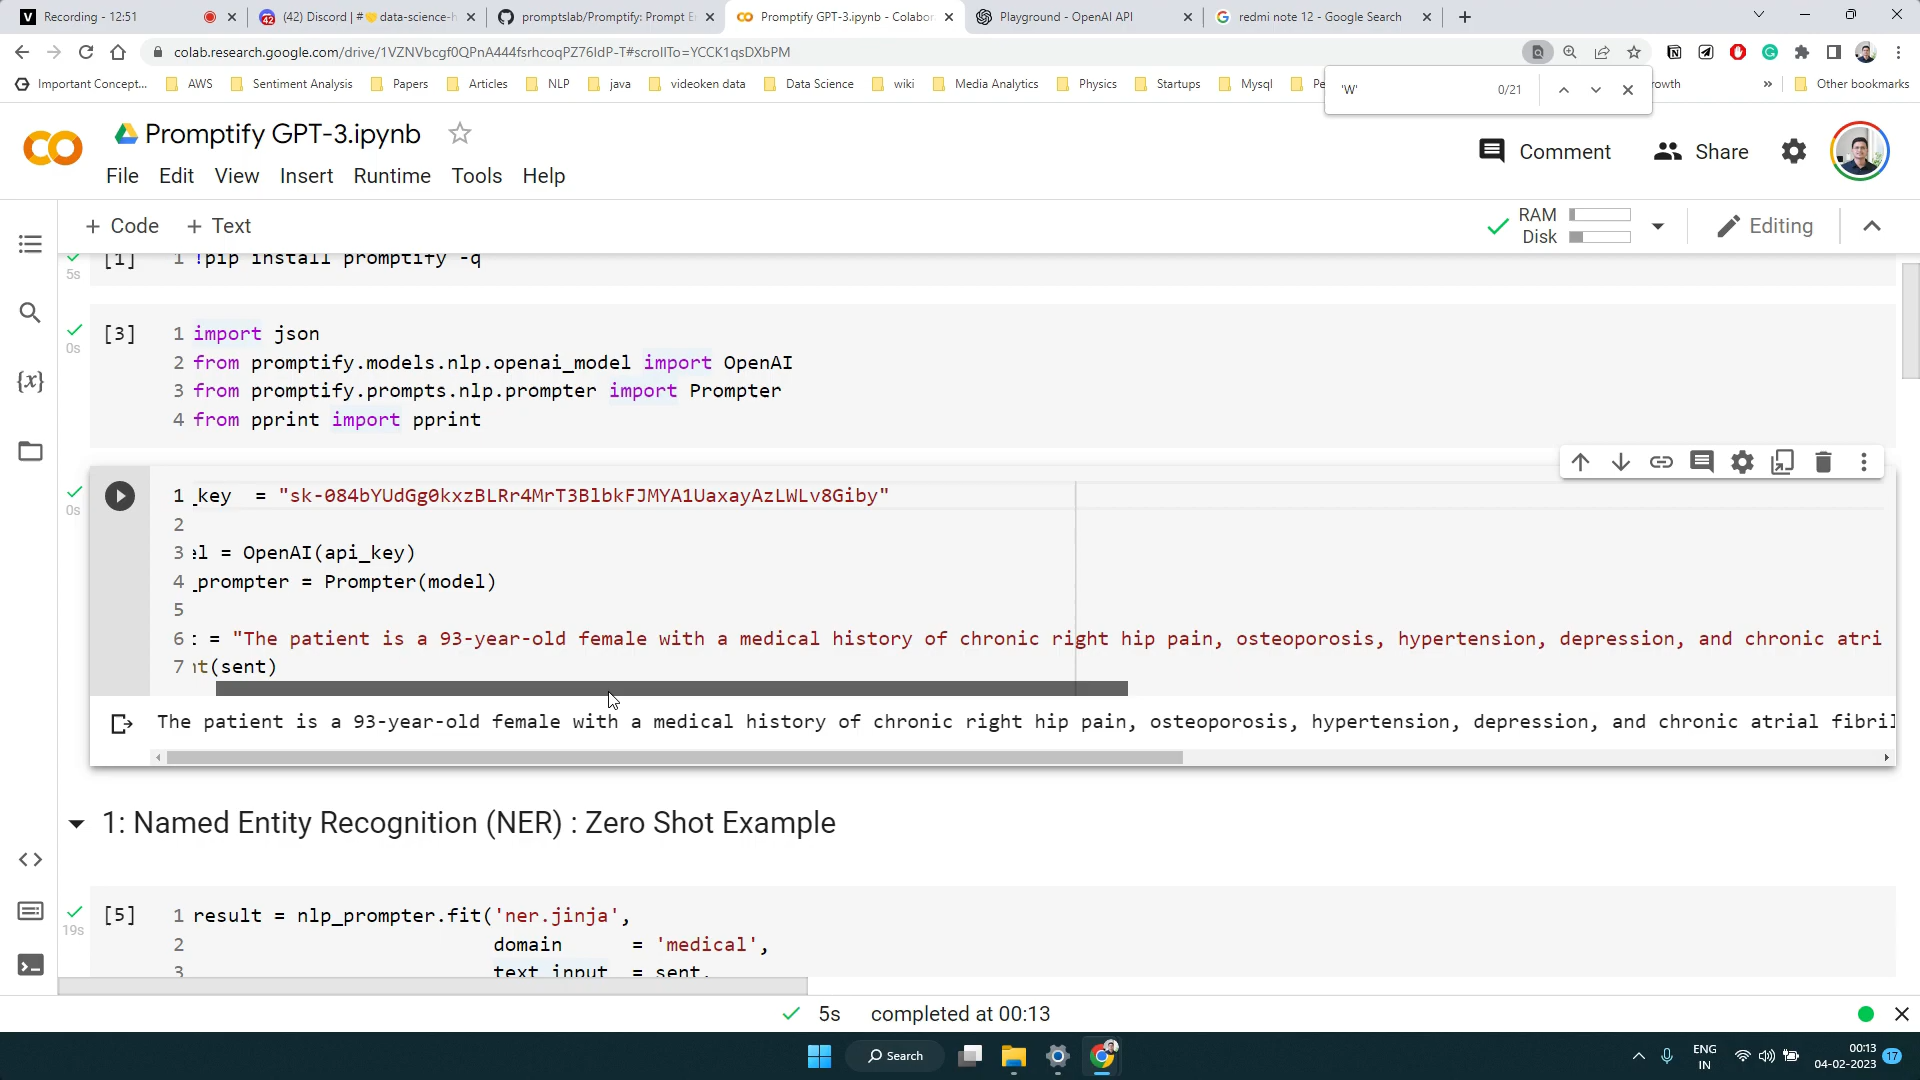 Recording - 12:51
(42) Discord | # data-science-h
promptslab/Promptify: Prompt E
Promptify GPT-3.ipynb - Colabor
Playground - OpenAI API
redmi note 12 - Google Search
colab.research.google.com/drive/1VZNVbcgf0QPnA444fsrhcoqPZ76IdP-T#scrollTo=YCCK1qsDXbPM
Important Concept...
AWS
Sentiment Analysis
Papers
Articles
NLP
java
videoken data
Data Science
wiki
Media Analytics
Physics
Startups
Mysql
Pe
rowth
»
Other bookmarks
'W'
0/21
Promptify GPT-3.ipynb
Comment
Share
File Edit View Insert Runtime Tools Help
+ Code + Text
RAM
Disk
Editing
5s
[1] 1 !pip install promptify -q
0s
[3] 1 import json
2 from promptify.models.nlp.openai_model import OpenAI
3 from promptify.prompts.nlp.prompter import Prompter
4 from pprint import pprint
0s
1 _key = "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"
2
3 el = OpenAI(api_key)
4 _prompter = Prompter(model)
5
6 : = "The patient is a 93-year-old female with a medical history of chronic right hip pain, osteoporosis, hypertension, depression, and chronic atri
7 nt(sent)
The patient is a 93-year-old female with a medical history of chronic right hip pain, osteoporosis, hypertension, depression, and chronic atrial fibril
1: Named Entity Recognition (NER) : Zero Shot Example
19s
[5] 1 result = nlp_prompter.fit('ner.jinja',
2 domain = 'medical',
3 text_input = sent,
5s completed at 00:13
Search
ENG
IN
00:13
04-02-2023
17